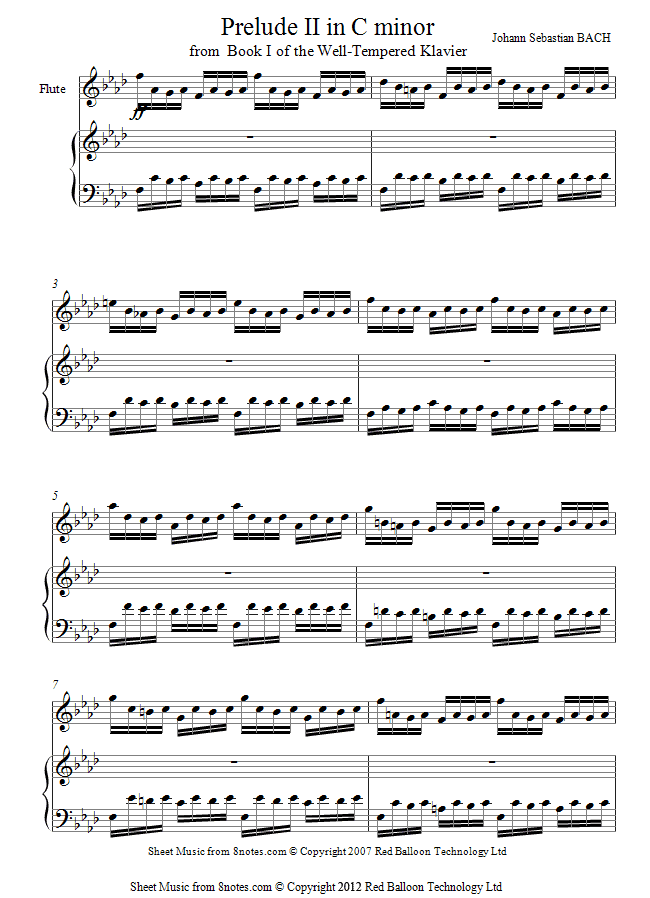 Prelude II in C minor
from Book I of the Well-Tempered Klavier
Johann Sebastian BACH
Flute
ff
3
5
7
Sheet Music from 8notes.com © Copyright 2007 Red Balloon Technology Ltd
Sheet Music from 8notes.com © Copyright 2012 Red Balloon Technology Ltd